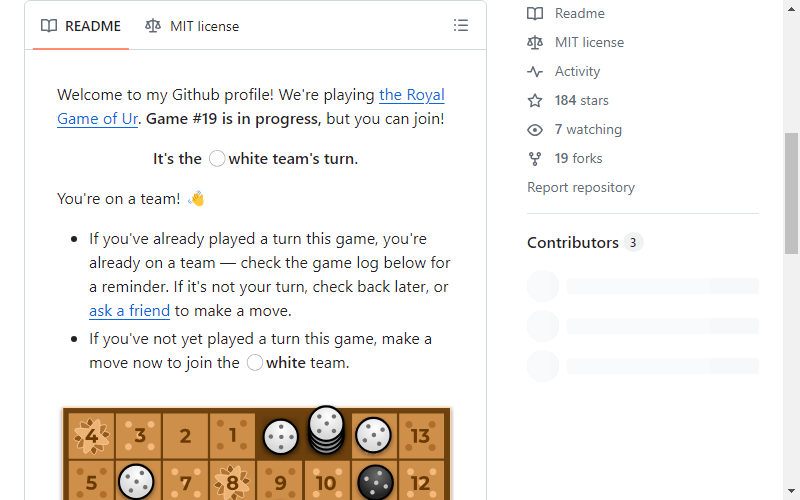 README
MIT license
Welcome to my Github profile! We're playing the Royal
Game of Ur. Game #19 is in progress, but you can join!
It's the white team's turn.
You're on a team! 👋
If you've already played a turn this game, you're
already on a team — check the game log below for
a reminder. If it's not your turn, check back later, or
ask a friend to make a move.
If you've not yet played a turn this game, make a
move now to join the white team.
4 3 2 1 13
5 7 8 9 10 12
Readme
MIT license
Activity
184 stars
7 watching
19 forks
Report repository
Contributors 3